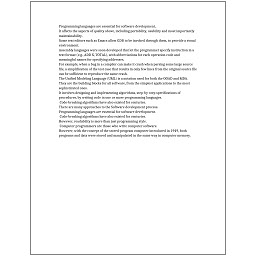 Programming languages are essential for software development.
It affects the aspects of quality above, including portability, usability and most importantly
maintainability.
Some text editors such as Emacs allow GDB to be invoked through them, to provide a visual
environment.
Assembly languages were soon developed that let the programmer specify instruction in a
text format (e.g., ADD X, TOTAL), with abbreviations for each operation code and
meaningful names for specifying addresses.
For example, when a bug in a compiler can make it crash when parsing some large source
file, a simplification of the test case that results in only few lines from the original source file
can be sufficient to reproduce the same crash.
The Unified Modeling Language (UML) is a notation used for both the OOAD and MDA.
They are the building blocks for all software, from the simplest applications to the most
sophisticated ones.
It involves designing and implementing algorithms, step-by-step specifications of
procedures, by writing code in one or more programming languages.
Code-breaking algorithms have also existed for centuries.
There are many approaches to the Software development process.
Programming languages are essential for software development.
Code-breaking algorithms have also existed for centuries.
However, readability is more than just programming style.
Computer programmers are those who write computer software.
However, with the concept of the stored-program computer introduced in 1949, both
programs and data were stored and manipulated in the same way in computer memory.